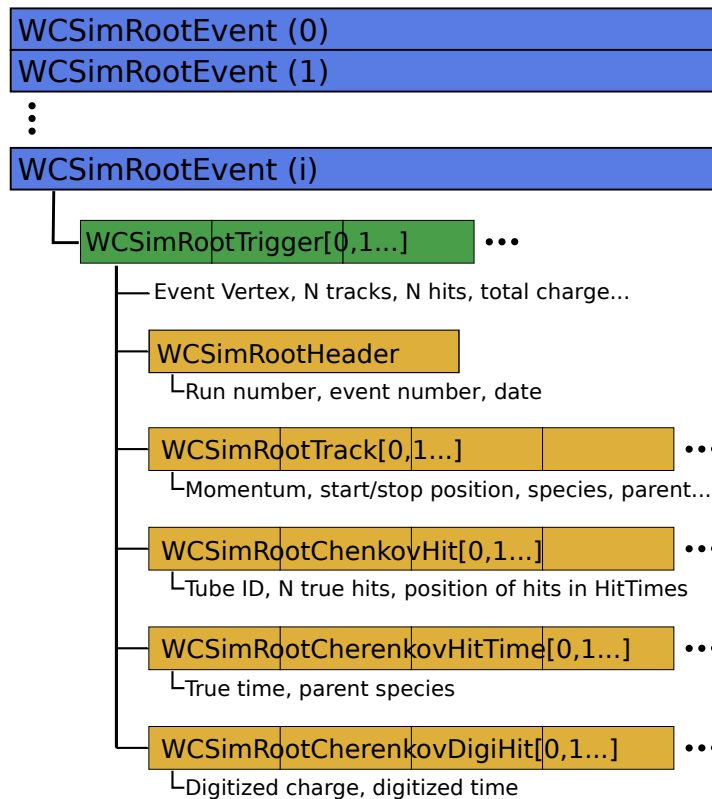 WCSimRootEvent (0)
WCSimRootEvent (1)
WCSimRootEvent (i)
WCSimRootTrigger[0,1...]
Event Vertex, N tracks, N hits, total charge...
WCSimRootHeader
Run number, event number, date
WCSimRootTrack[0,1...]
Momentum, start/stop position, species, parent...
WCSimRootChenkovHit[0,1...]
Tube ID, N true hits, position of hits in HitTimes
WCSimRootCherenkovHitTime[0,1...]
True time, parent species
WCSimRootCherenkovDigiHit[0,1...]
Digitized charge, digitized time